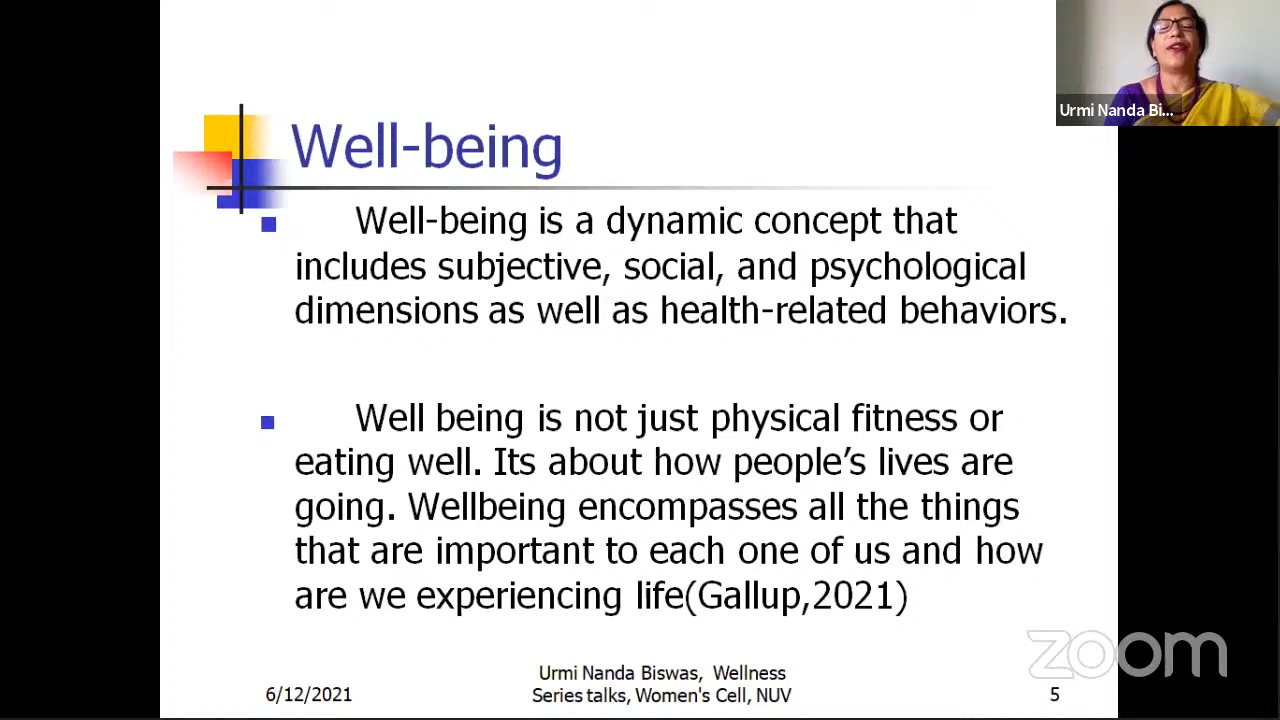 Urmi Nanda Bi...
Well-being
Well-being is a dynamic concept that
includes subjective, social, and psychological
dimensions as well as health-related behaviors.
Well being is not just physical fitness or
eating well. Its about how people’s lives are
going. Wellbeing encompasses all the things
that are important to each one of us and how
are we experiencing life(Gallup,2021)
zoom
6/12/2021
Urmi Nanda Biswas, Wellness
Series talks, Women's Cell, NUV
5